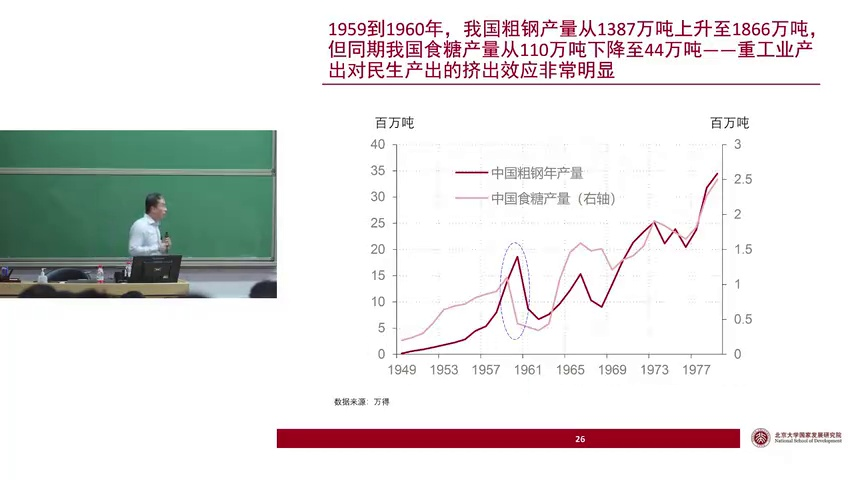 1959到1960年，我国粗钢产量从1387万吨上升至1866万吨，
但同期我国食糖产量从110万吨下降至44万吨——重工业产
出对民生产出的挤出效应非常明显
百万吨
百万吨
40
35
30
25
20
15
10
5
0
3
2.5
2
1.5
1
0.5
0
中国粗钢年产量
中国食糖产量（右轴）
1949 1953 1957 1961 1965 1969 1973 1977
数据来源：万得
26
北京大学国家发展研究院
National School of Development